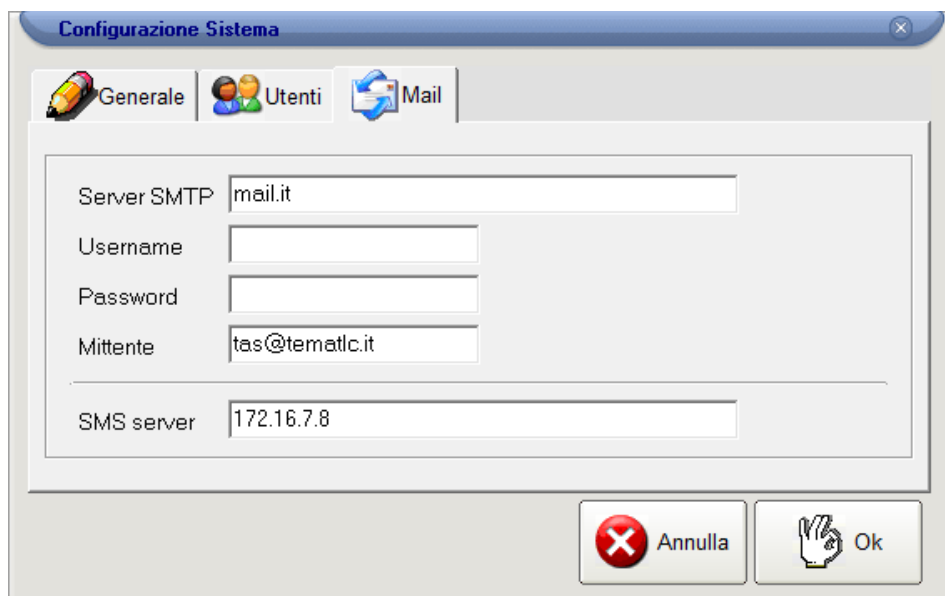 Configurazione Sistema
Generale Utenti Mail
Server SMTP mail.it
Username
Password
Mittente tas@tematlc.it
SMS server 172.16.7.8
Annulla Ok